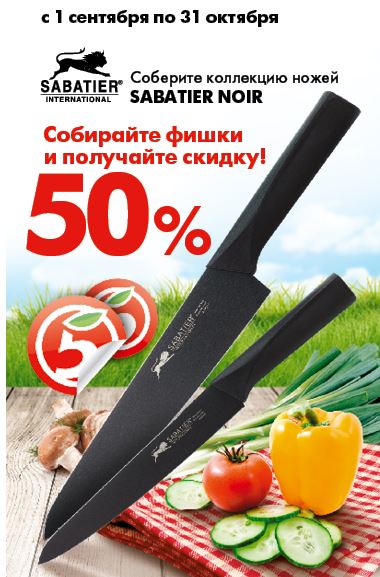 с 1 сентября по 31 октября
SABATIER®
INTERNATIONAL
Соберите коллекцию ножей
SABATIER NOIR
Собирайте фишки
и получайте скидку!
50%
5
SABATIER
SABATIER